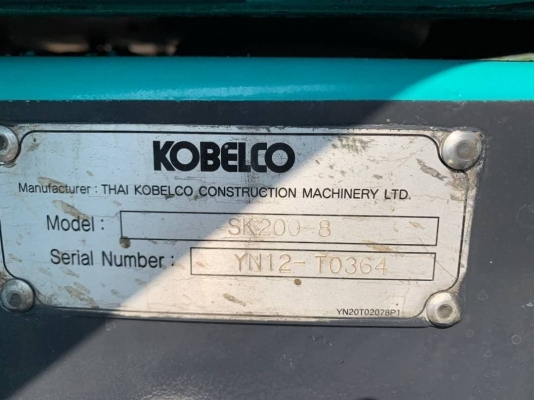 KOBELCO
Manufacturer : THAI KOBELCO CONSTRUCTION MACHINERY LTD.
Model : SK200-8
Serial Number : YN12-T0364
YN20T02078P1